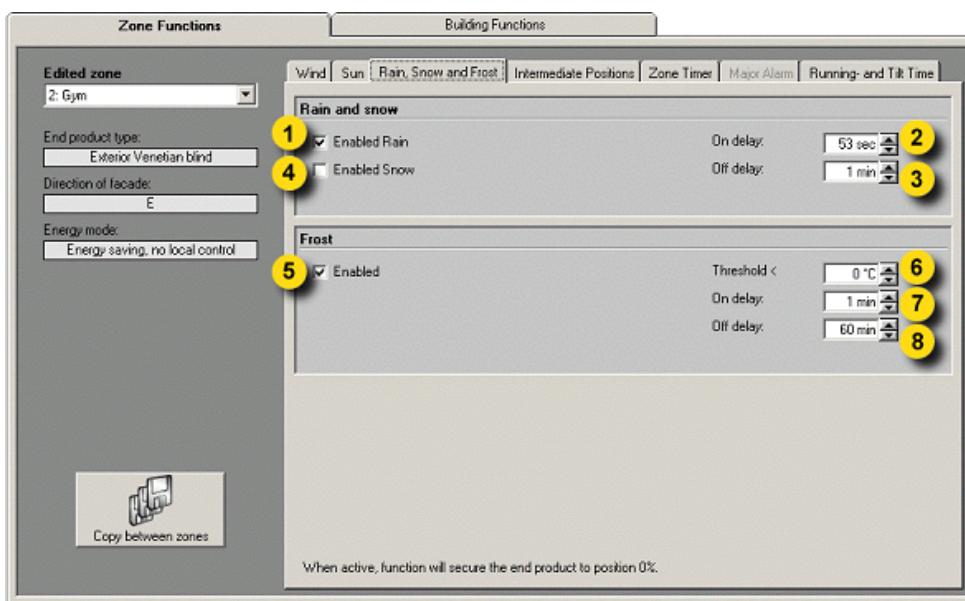 Zone Functions
Building Functions
Edited zone
2: Gym
End product type:
Exterior Venetian blind
Direction of facade:
E
Energy mode:
Energy saving, no local control
Copy between zones
Wind
Sun
Rain, Snow and Frost
Intermediate Positions
Zone Timer
Major Alarm
Running- and Tilt Time
Rain and snow
1
Enabled Rain
On delay:
53 sec
2
4
Enabled Snow
Off delay:
1 min
3
Frost
5
Enabled
Threshold <
0 °C
6
On delay:
1 min
7
Off delay:
60 min
8
When active, function will secure the end product to position 0%.